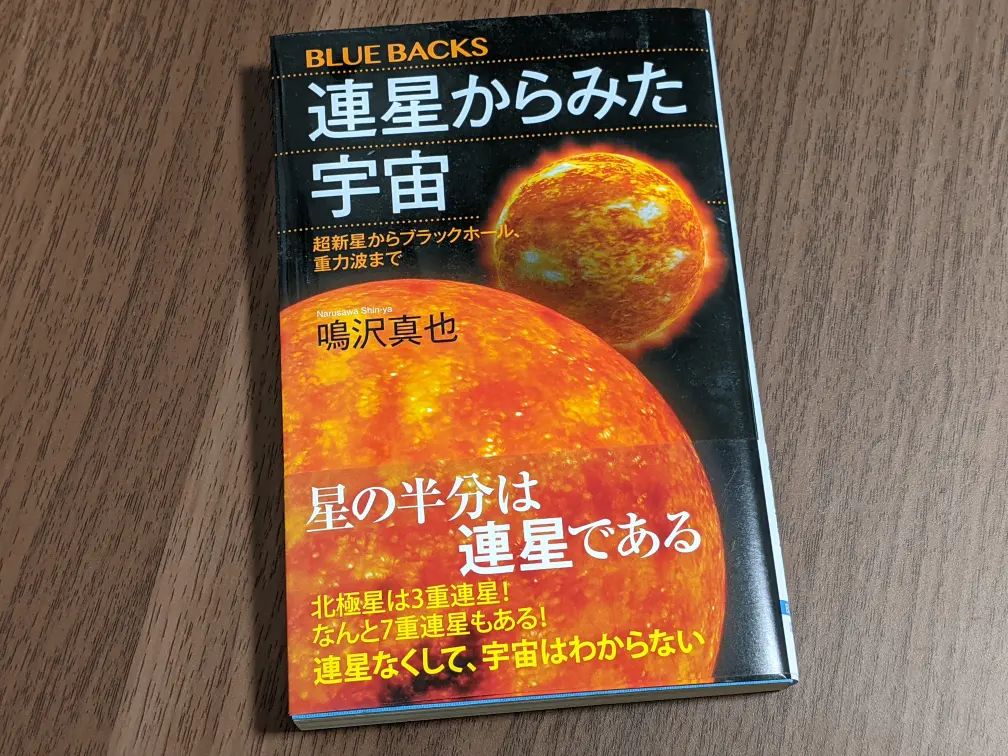 BLUE BACKS
連星からみた
宇宙
超新星からブラックホール、
重力波まで
Narusawa Shin-ya
鳴沢真也
星の半分は
連星である
北極星は3重連星!
なんと7重連星もある!
連星なくして、宇宙はわからない